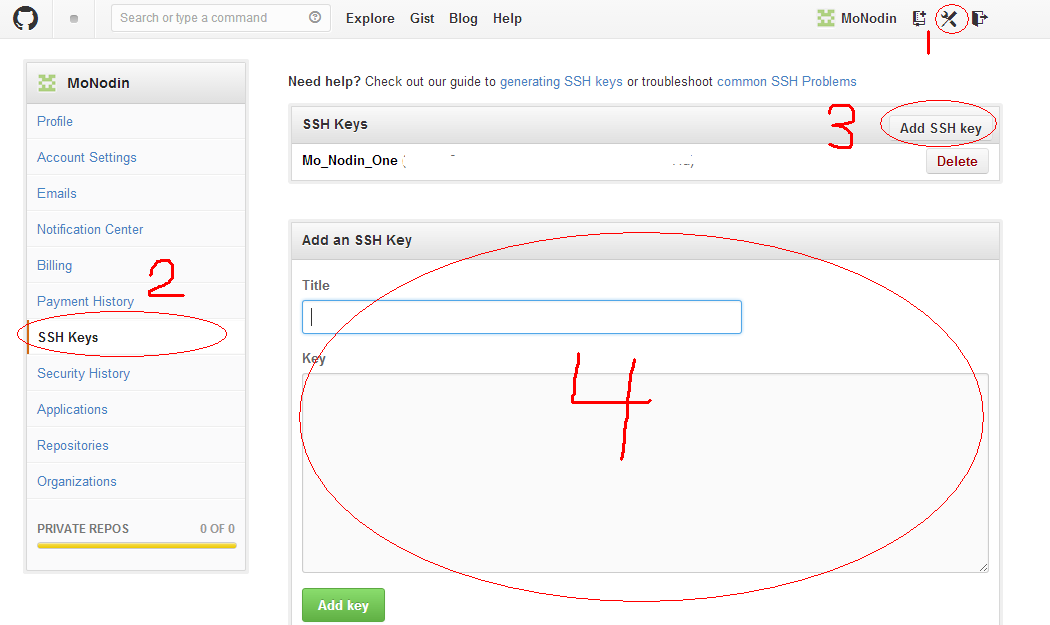 Search or type a command
Explore Gist Blog Help
MoNodin
1
MoNodin
Profile
Account Settings
Emails
Notification Center
Billing
2
Payment History
SSH Keys
Security History
Applications
Repositories
Organizations
PRIVATE REPOS 0 OF 0
Need help? Check out our guide to generating SSH keys or troubleshoot common SSH Problems
SSH Keys
3
Add SSH key
Mo_Nodin_One (
Delete
Add an SSH Key
Title
Key
4
Add key